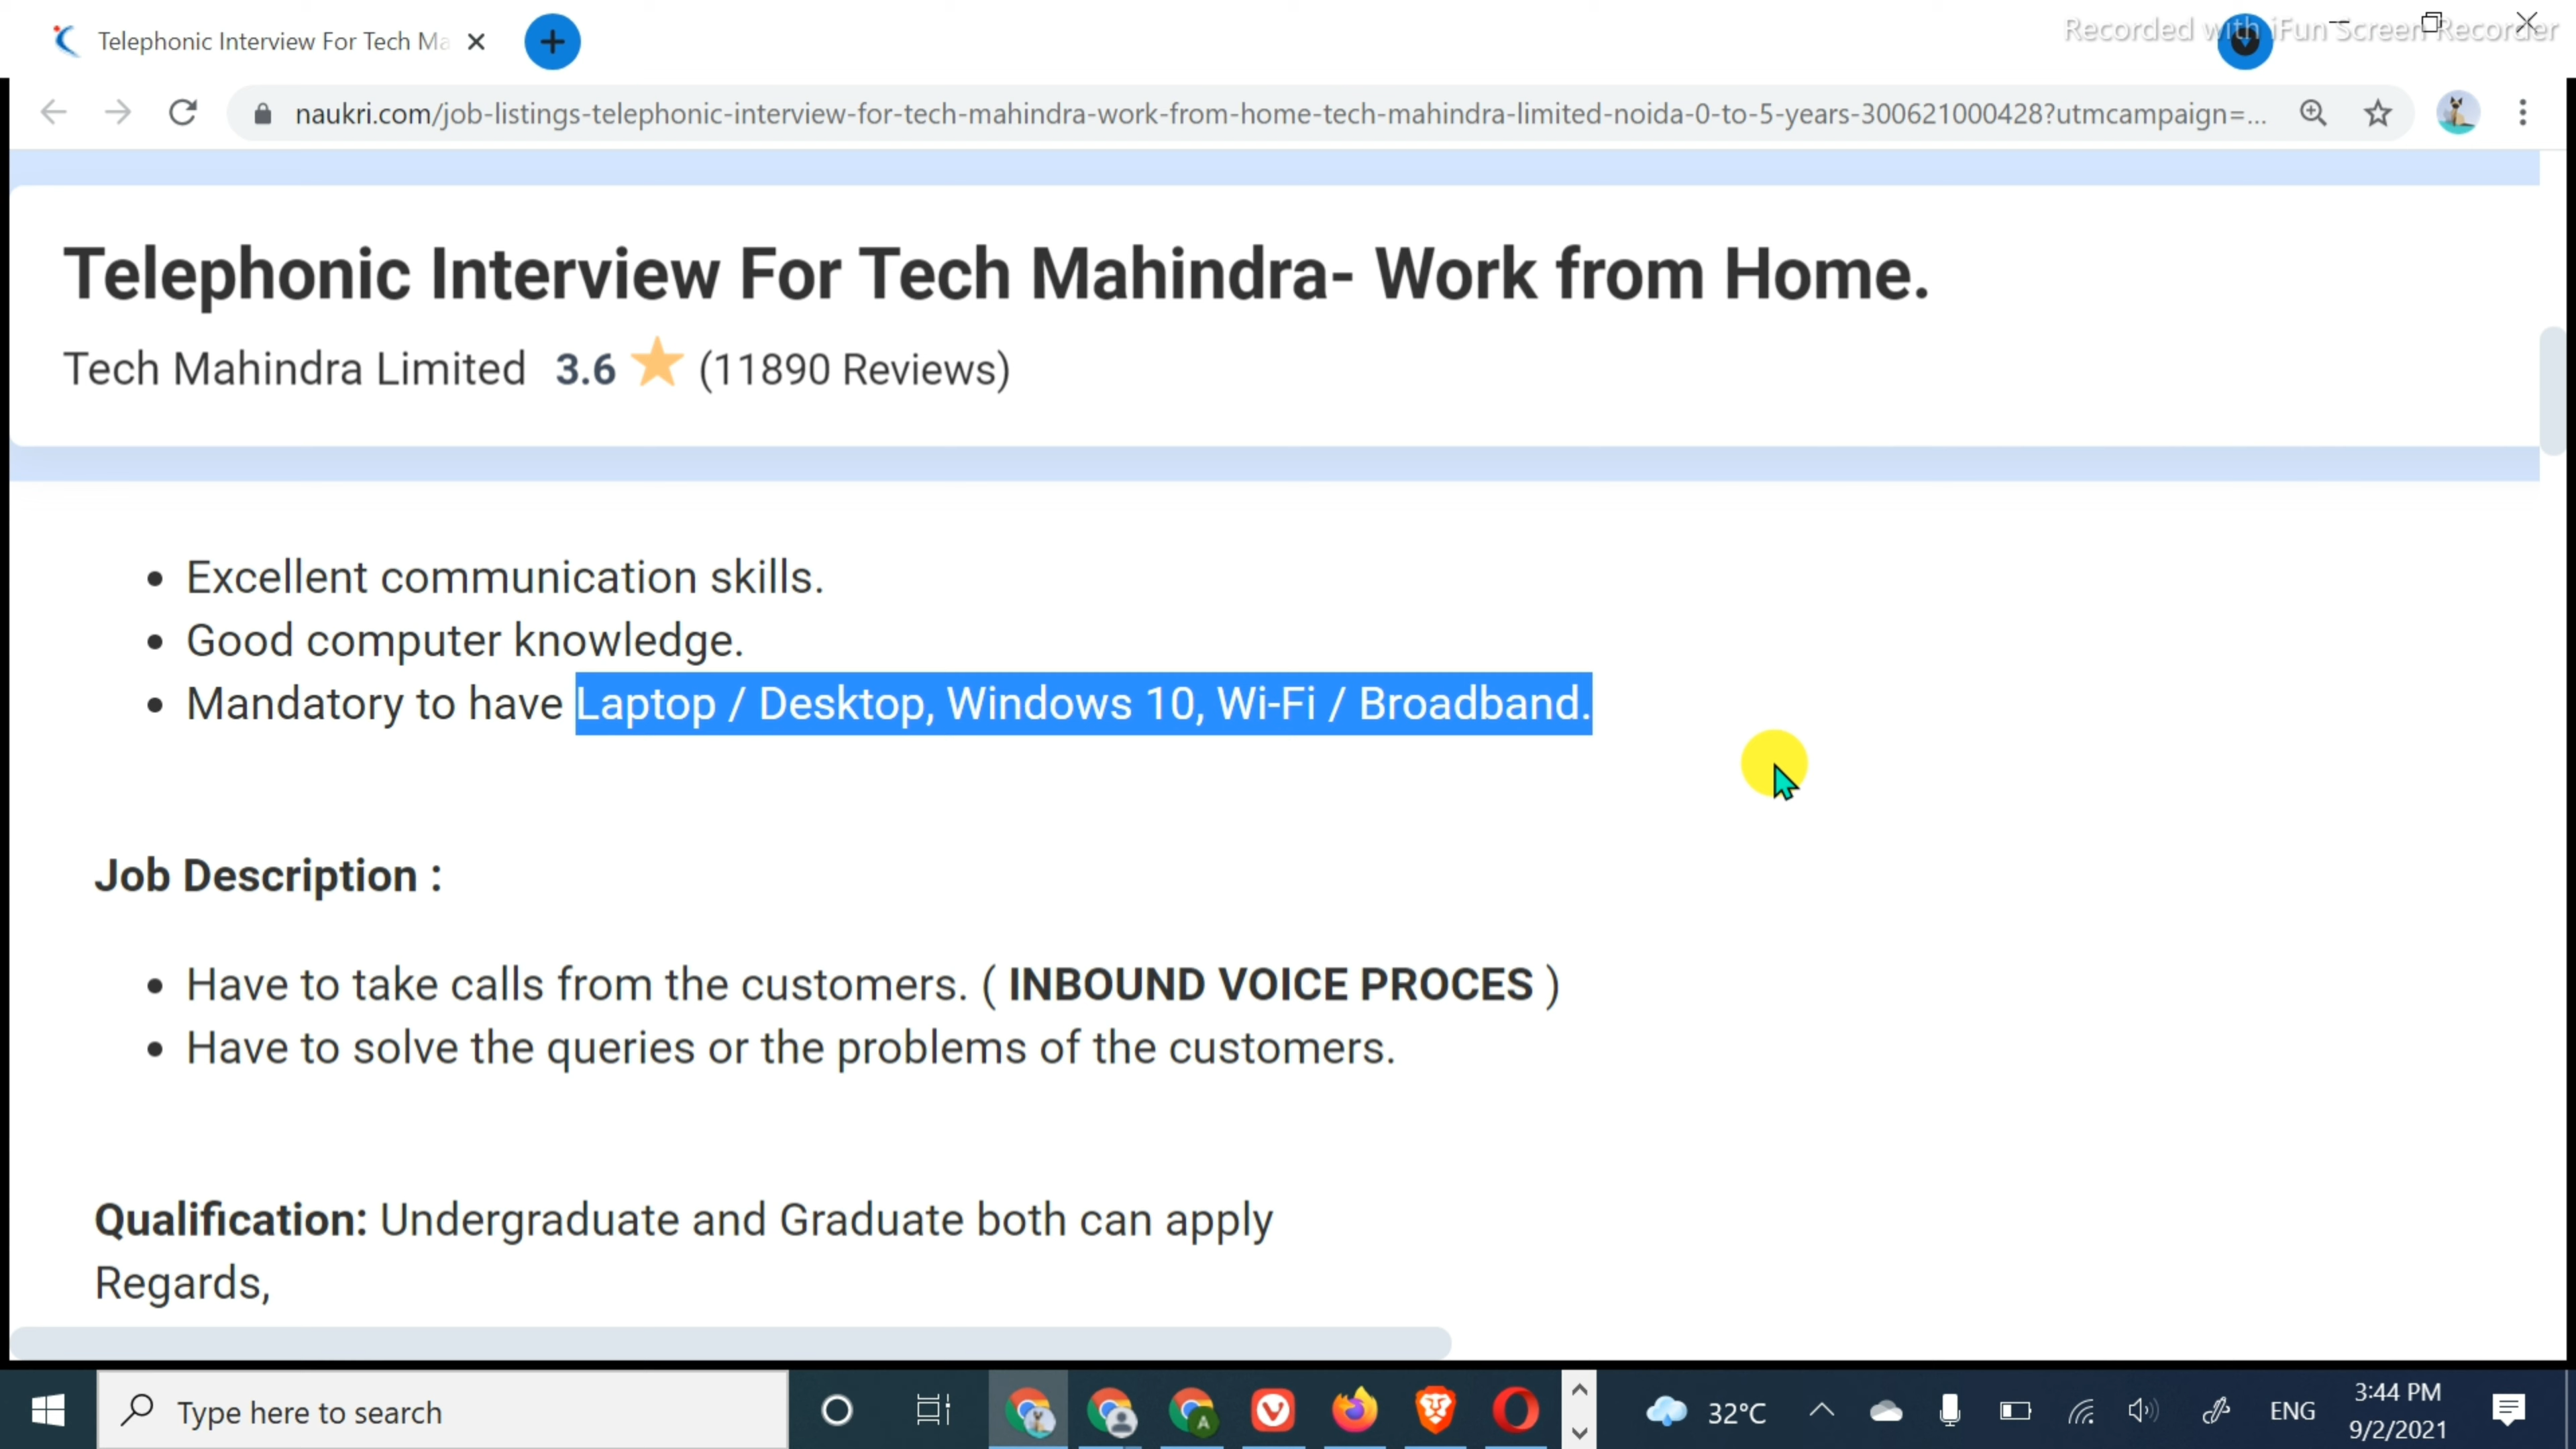 Telephonic Interview For Tech Ma
Recorded with iFun Screen Recorder
naukri.com/job-listings-telephonic-interview-for-tech-mahindra-work-from-home-tech-mahindra-limited-noida-0-to-5-years-300621000428?utmcampaign=...
Telephonic Interview For Tech Mahindra- Work from Home.
Tech Mahindra Limited 3.6 (11890 Reviews)
• Excellent communication skills.
• Good computer knowledge.
• Mandatory to have Laptop / Desktop, Windows 10, Wi-Fi / Broadband.
Job Description :
• Have to take calls from the customers. ( INBOUND VOICE PROCES )
• Have to solve the queries or the problems of the customers.
Qualification: Undergraduate and Graduate both can apply
Regards,
Type here to search
A
32°C
ENG
3:44 PM
9/2/2021